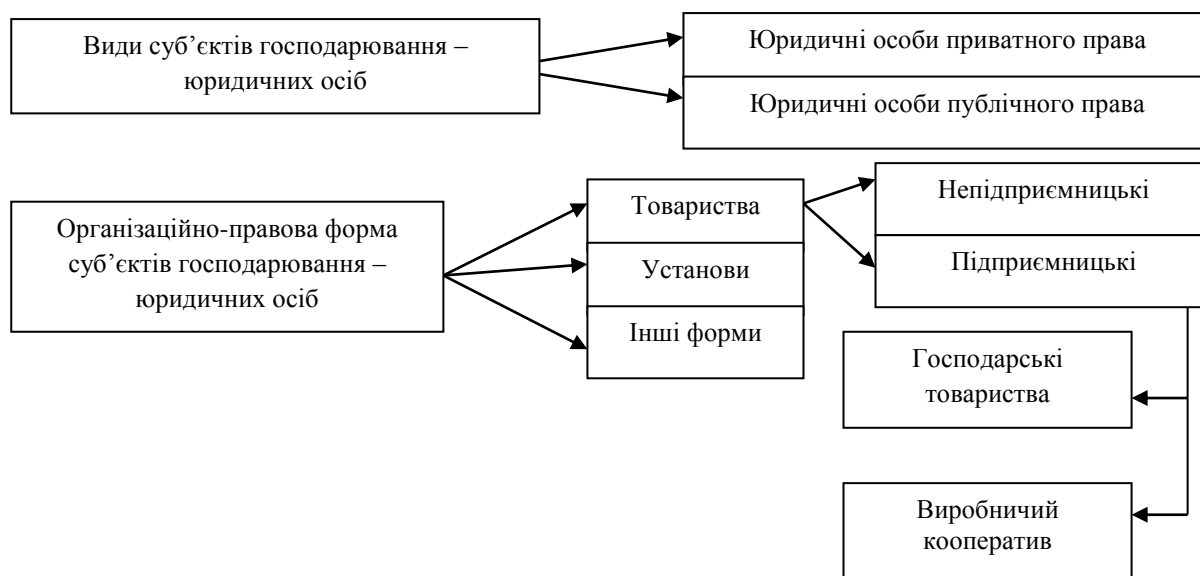 Види суб’єктів господарювання –
юридичних осіб
Юридичні особи приватного права
Юридичні особи публічного права
Організаційно-правова форма
суб’єктів господарювання –
юридичних осіб
Товариства
Установи
Інші форми
Непідприємницькі
Підприємницькі
Господарські
товариства
Виробничий
кооператив